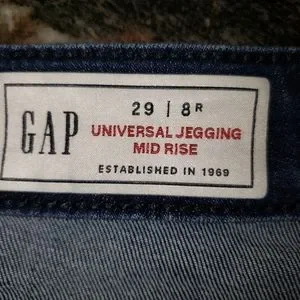 GAP
29 | 8R
UNIVERSAL JEGGING
MID RISE
ESTABLISHED IN 1969